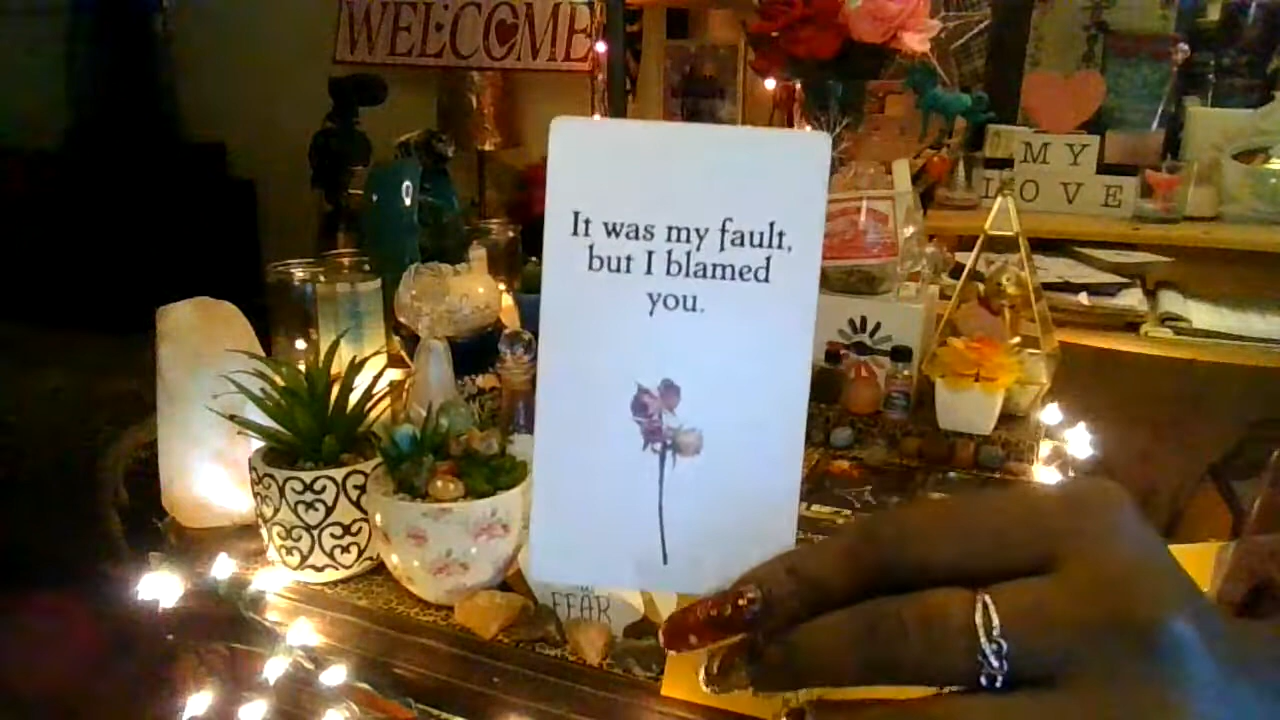 WELCOME
MY
LOVE
It was my fault,
but I blamed
you.
FEAR